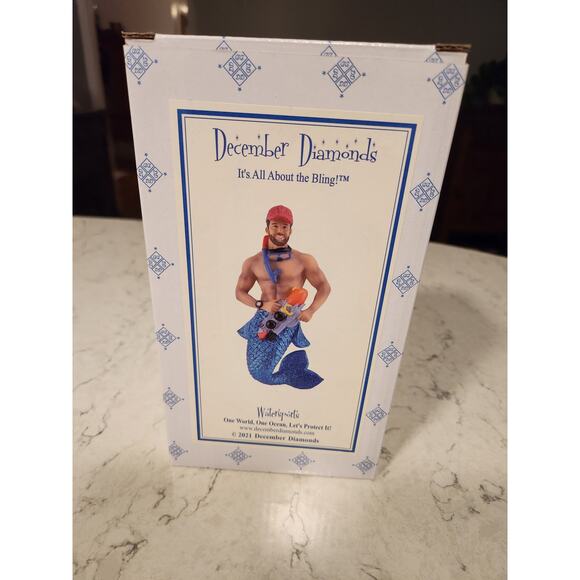 December Diamonds
It's All About the Bling!™
Watersports
One World, One Ocean, Let's Protect It!
www.decemberdiamonds.com
© 2021 December Diamonds